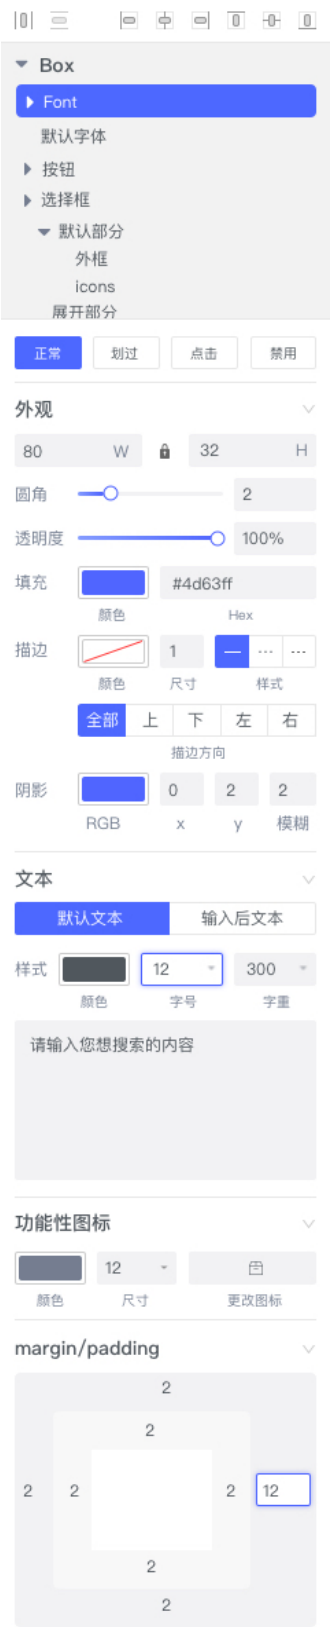 Box
Font
默认字体
按钮
选择框
默认部分
外框
icons
展开部分
正常 划过 点击 禁用
外观
80 W 32 H
圆角 2
透明度 100%
填充 #4d63ff
颜色 Hex
描边 1
颜色 尺寸 样式
全部 上 下 左 右
描边方向
阴影 0 2 2
RGB x y 模糊
文本
默认文本 输入后文本
样式 12 300
颜色 字号 字重
请输入您想搜索的内容
功能性图标
12
颜色 尺寸 更改图标
margin/padding
2
2
2 2 2 12
2
2